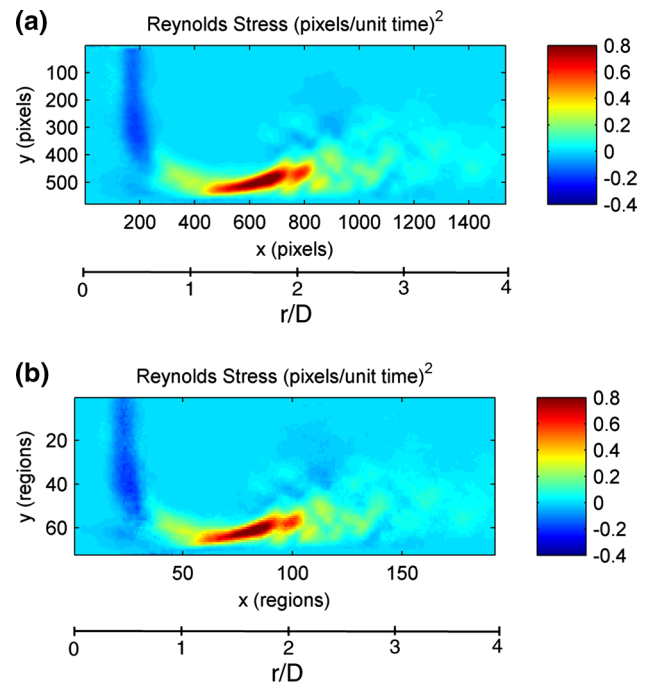 (a)
Reynolds Stress (pixels/unit time)2
y (pixels)
100
200
300
400
500
200 400 600 800 1000 1200 1400
x (pixels)
0.8
0.6
0.4
0.2
0
-0.2
-0.4
0 1 2 3 4
r/D
(b)
Reynolds Stress (pixels/unit time)2
y (regions)
20
40
60
50 100 150
x (regions)
0.8
0.6
0.4
0.2
0
-0.2
-0.4
0 1 2 3 4
r/D